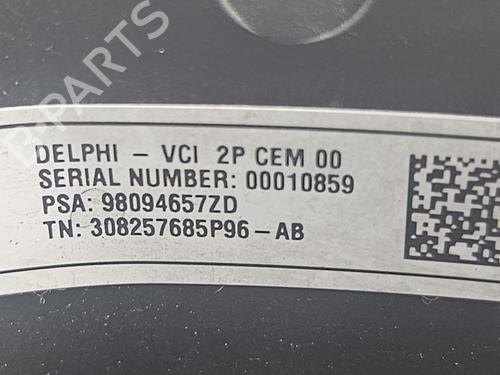 DELPHI - VCI 2P CEM 00
SERIAL NUMBER: 00010859
PSA: 98094657ZD
TN: 308257685P96-AB
B-PARTS